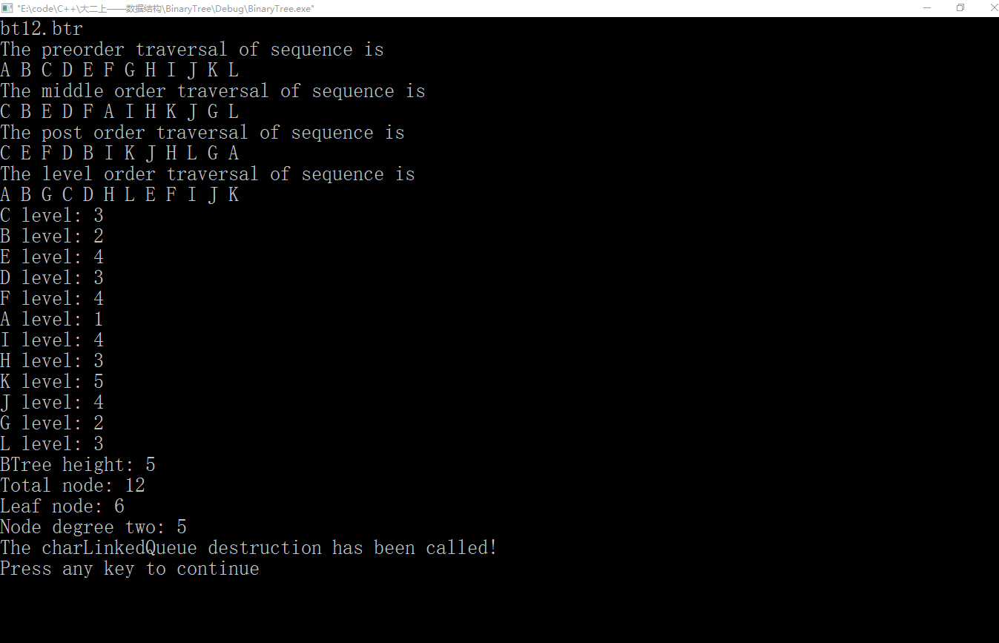 "E:\code\C++\大二上——数据结构\BinaryTree\Debug\BinaryTree.exe"
bt12.btr
The preorder traversal of sequence is
A B C D E F G H I J K L
The middle order traversal of sequence is
C B E D F A I H K J G L
The post order traversal of sequence is
C E F D B I K J H L G A
The level order traversal of sequence is
A B G C D H L E F I J K
C level: 3
B level: 2
E level: 4
D level: 3
F level: 4
A level: 1
I level: 4
H level: 3
K level: 5
J level: 4
G level: 2
L level: 3
BTree height: 5
Total node: 12
Leaf node: 6
Node degree two: 5
The charLinkedQueue destruction has been called!
Press any key to continue